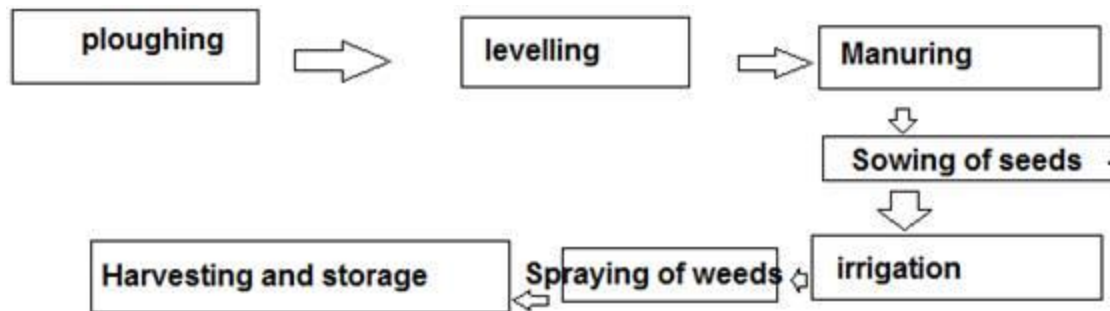 ploughing
levelling
Manuring
Sowing of seeds
irrigation
Spraying of weeds
Harvesting and storage